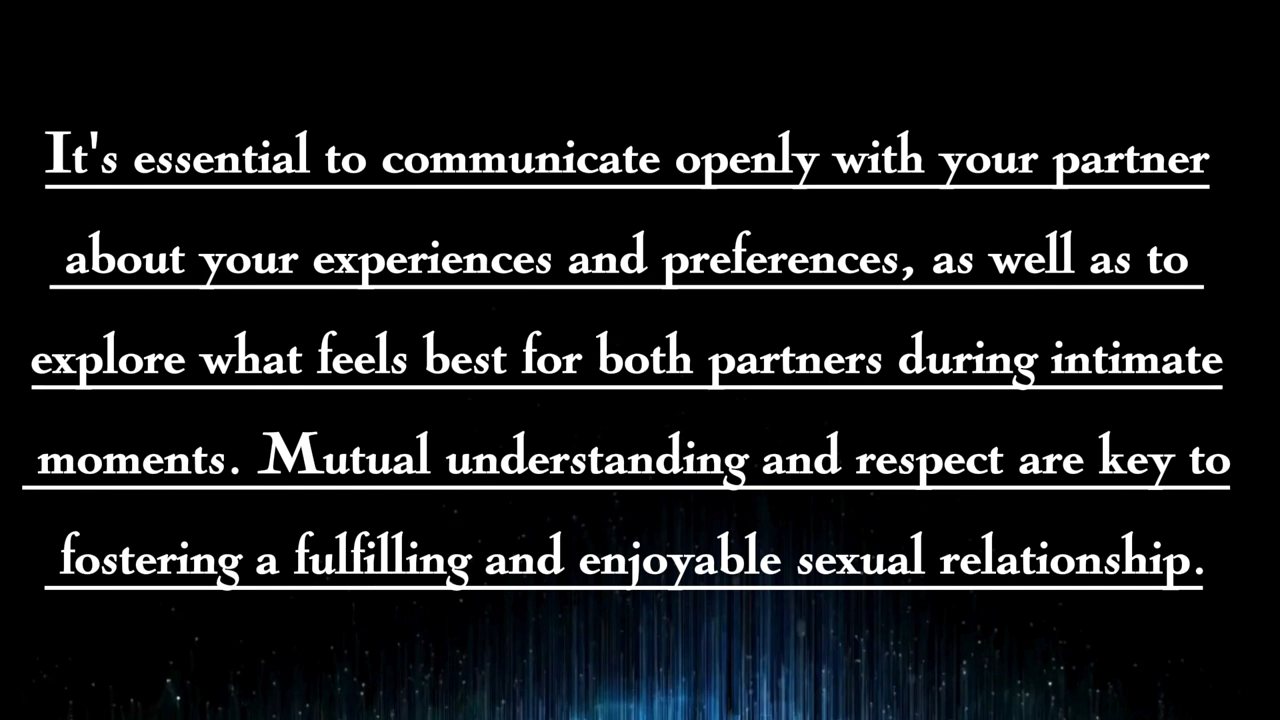 It's essential to communicate openly with your partner
about your experiences and preferences, as well as to
explore what feels best for both partners during intimate
moments. Mutual understanding and respect are key to
fostering a fulfilling and enjoyable sexual relationship.